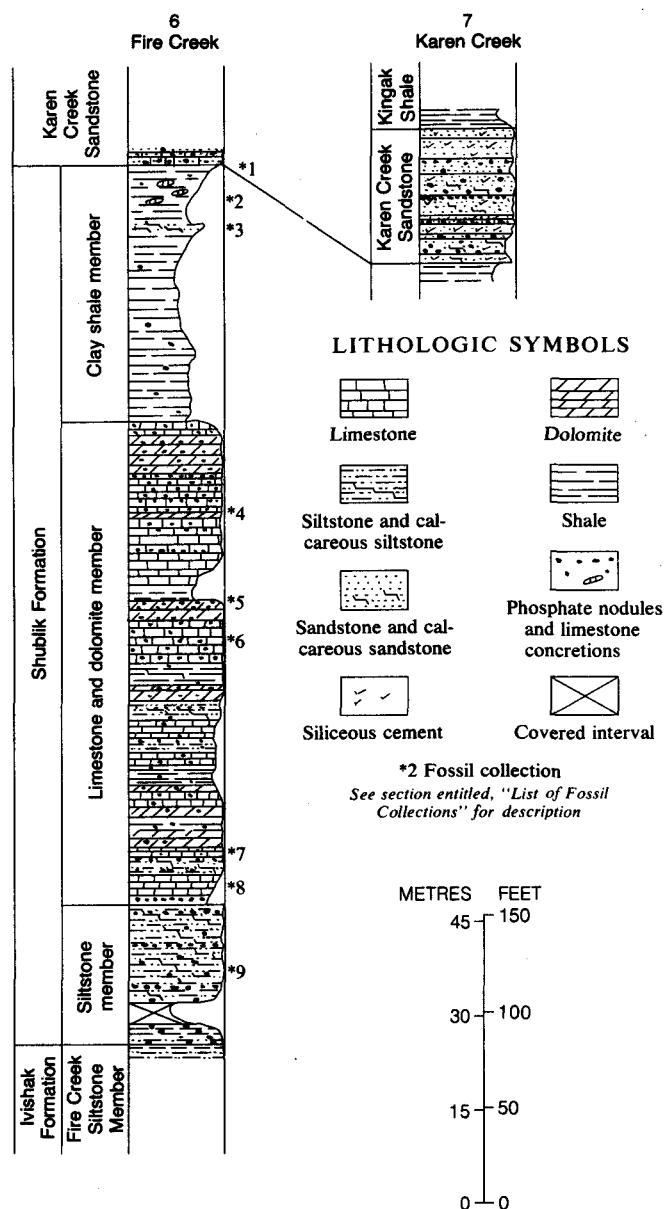 6
Fire Creek
7
Karen Creek
Karen
Creek
Sandstone
Shublik Formation
Ivishak
Formation
Clay shale member
Limestone and dolomite member
Siltstone
member
Fire Creek
Siltstone
Member
*1
*2
*3
*4
*5
*6
*7
*8
*9
Kingak
Shale
Karen Creek
Sandstone
LITHOLOGIC SYMBOLS
Limestone
Dolomite
Siltstone and cal-
careous siltstone
Shale
Sandstone and cal-
careous sandstone
Phosphate nodules
and limestone
concretions
Siliceous cement
Covered interval
*2 Fossil collection
See section entitled, "List of Fossil
Collections" for description
METRES FEET
45 150
30 100
15 50
0 0